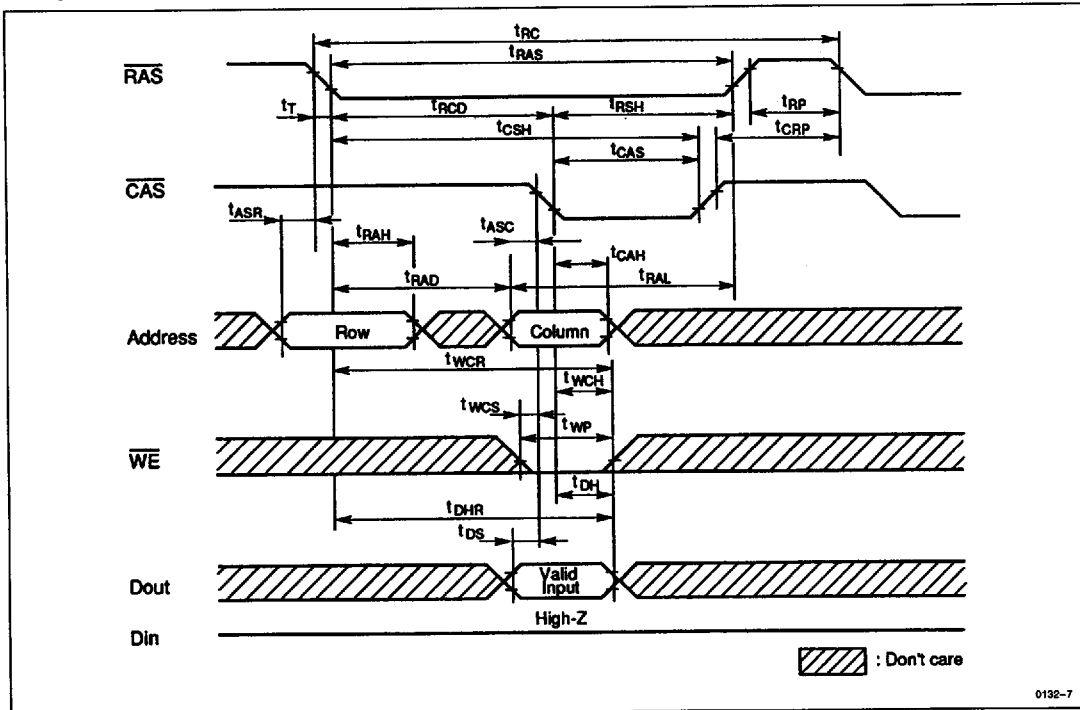 tRC
RAS
tRAS
tT
tRCD
tRSH
tRP
tCSH
tCRP
tCAS
CAS
tASR
tRAH
tASC
tCAH
tRAD
tRAL
Address
Row
Column
tWCR
tWCH
tWCS
tWP
WE
tDH
tDHR
tDS
Dout
Valid
Input
High-Z
Din
: Don't care
0132-7